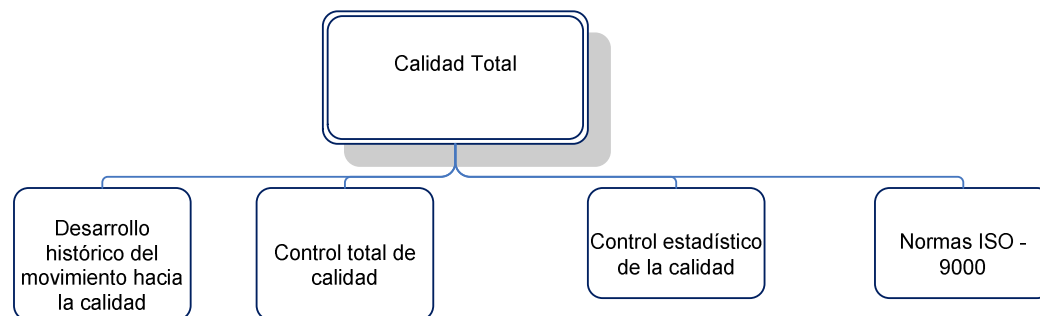 Calidad Total
Desarrollo
histórico del
movimiento hacia
la calidad
Control total de
calidad
Control estadístico
de la calidad
Normas ISO -
9000